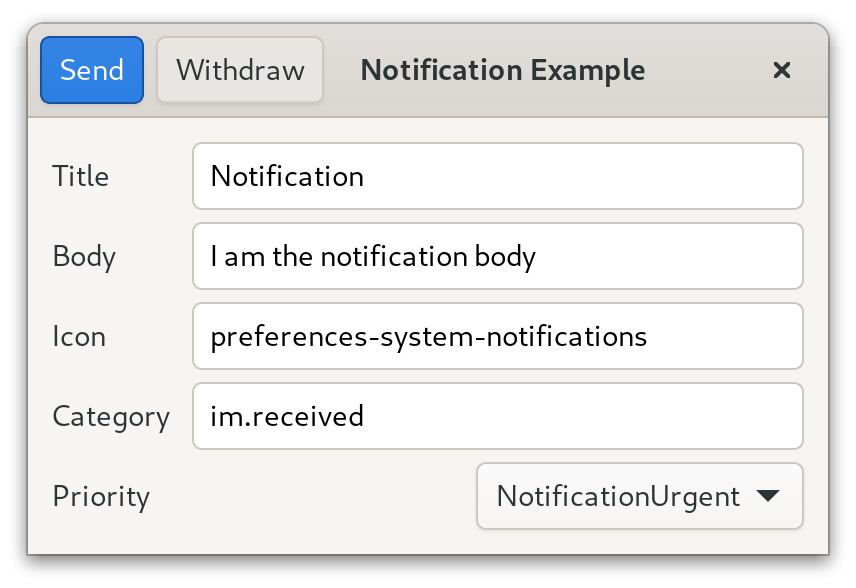 Send Withdraw Notification Example
Title Notification
Body I am the notification body
Icon preferences-system-notifications
Category im.received
Priority NotificationUrgent